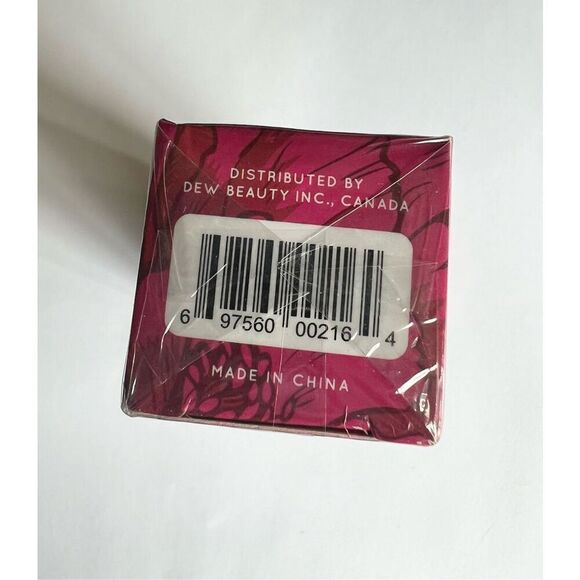 DISTRIBUTED BY
DEW BEAUTY INC., CANADA
6 97560 00216 4
MADE IN CHINA